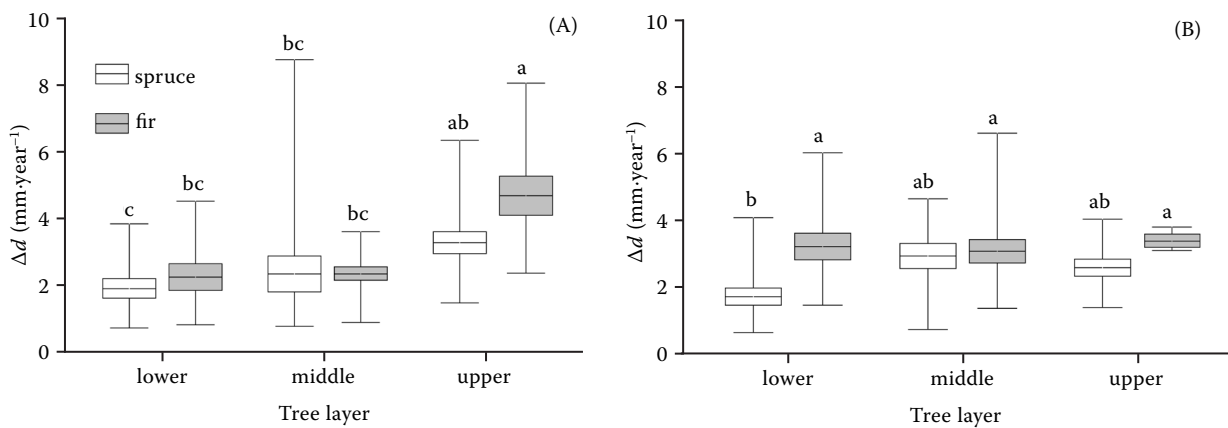 (A)
10
8
6
4
2
0
Δd (mm·year⁻¹)
spruce
fir
c
bc
bc
bc
ab
a
lower
middle
upper
Tree layer
(B)
10
8
6
4
2
0
Δd (mm·year⁻¹)
b
a
ab
a
ab
a
lower
middle
upper
Tree layer